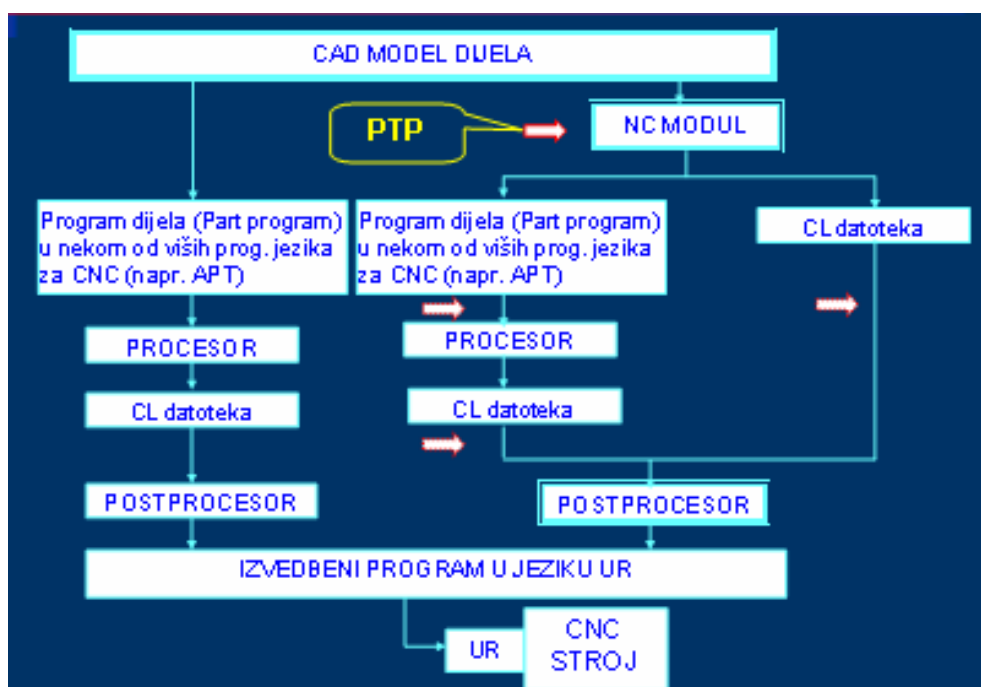 CAD MODEL DIJELA
PTP
NC MODUL
Program dijela (Part program)
u nekom od viših prog. jezika
za CNC (napr. APT)
Program dijela (Part program)
u nekom od viših prog. jezika
za CNC (napr. APT)
CL datoteka
PROCESOR
PROCESOR
CL datoteka
CL datoteka
POSTPROCESOR
POSTPROCESOR
IZVEDBENI PROGRAM U JEZIKU UR
UR
CNC
STROJ